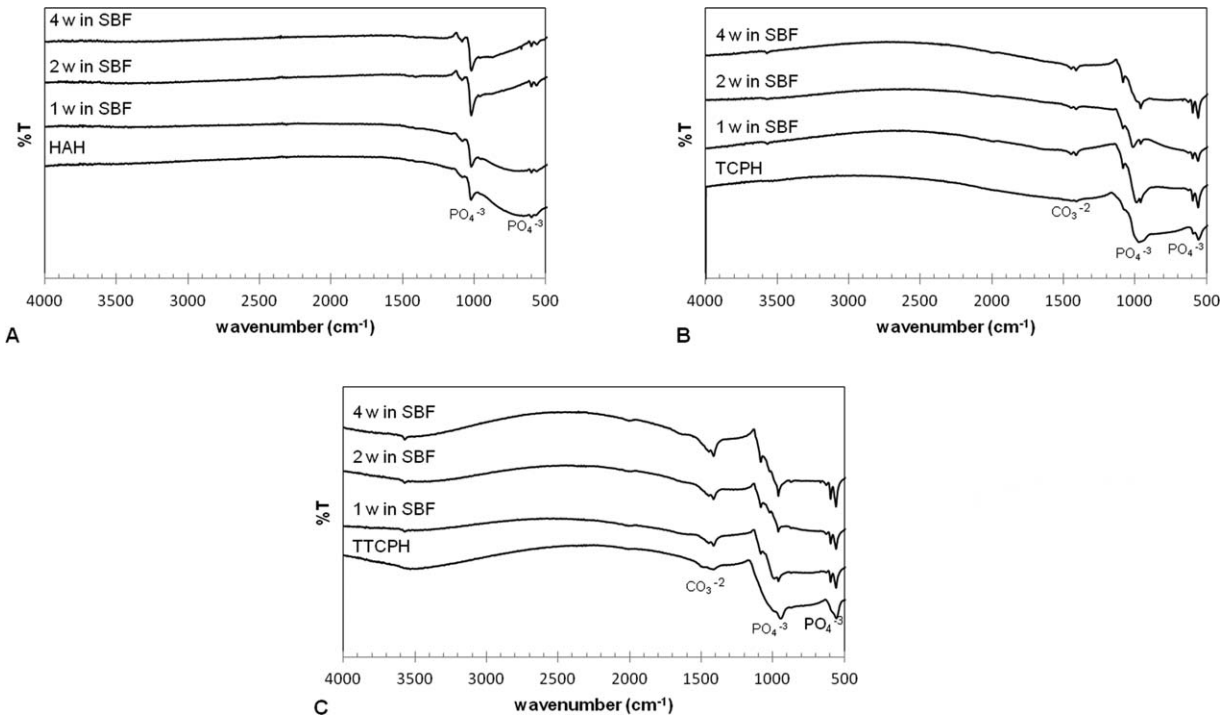 4 w in SBF
2 w in SBF
1 w in SBF
HAH
%T
PO₄⁻³
PO₄⁻³
4000 3500 3000 2500 2000 1500 1000 500
wavenumber (cm⁻¹)
A
4 w in SBF
2 w in SBF
1 w in SBF
TCPH
%T
CO₃⁻²
PO₄⁻³
PO₄⁻³
4000 3500 3000 2500 2000 1500 1000 500
wavenumber (cm⁻¹)
B
4 w in SBF
2 w in SBF
1 w in SBF
TTCPH
%T
CO₃⁻²
PO₄⁻³
PO₄⁻³
4000 3500 3000 2500 2000 1500 1000 500
wavenumber (cm⁻¹)
C